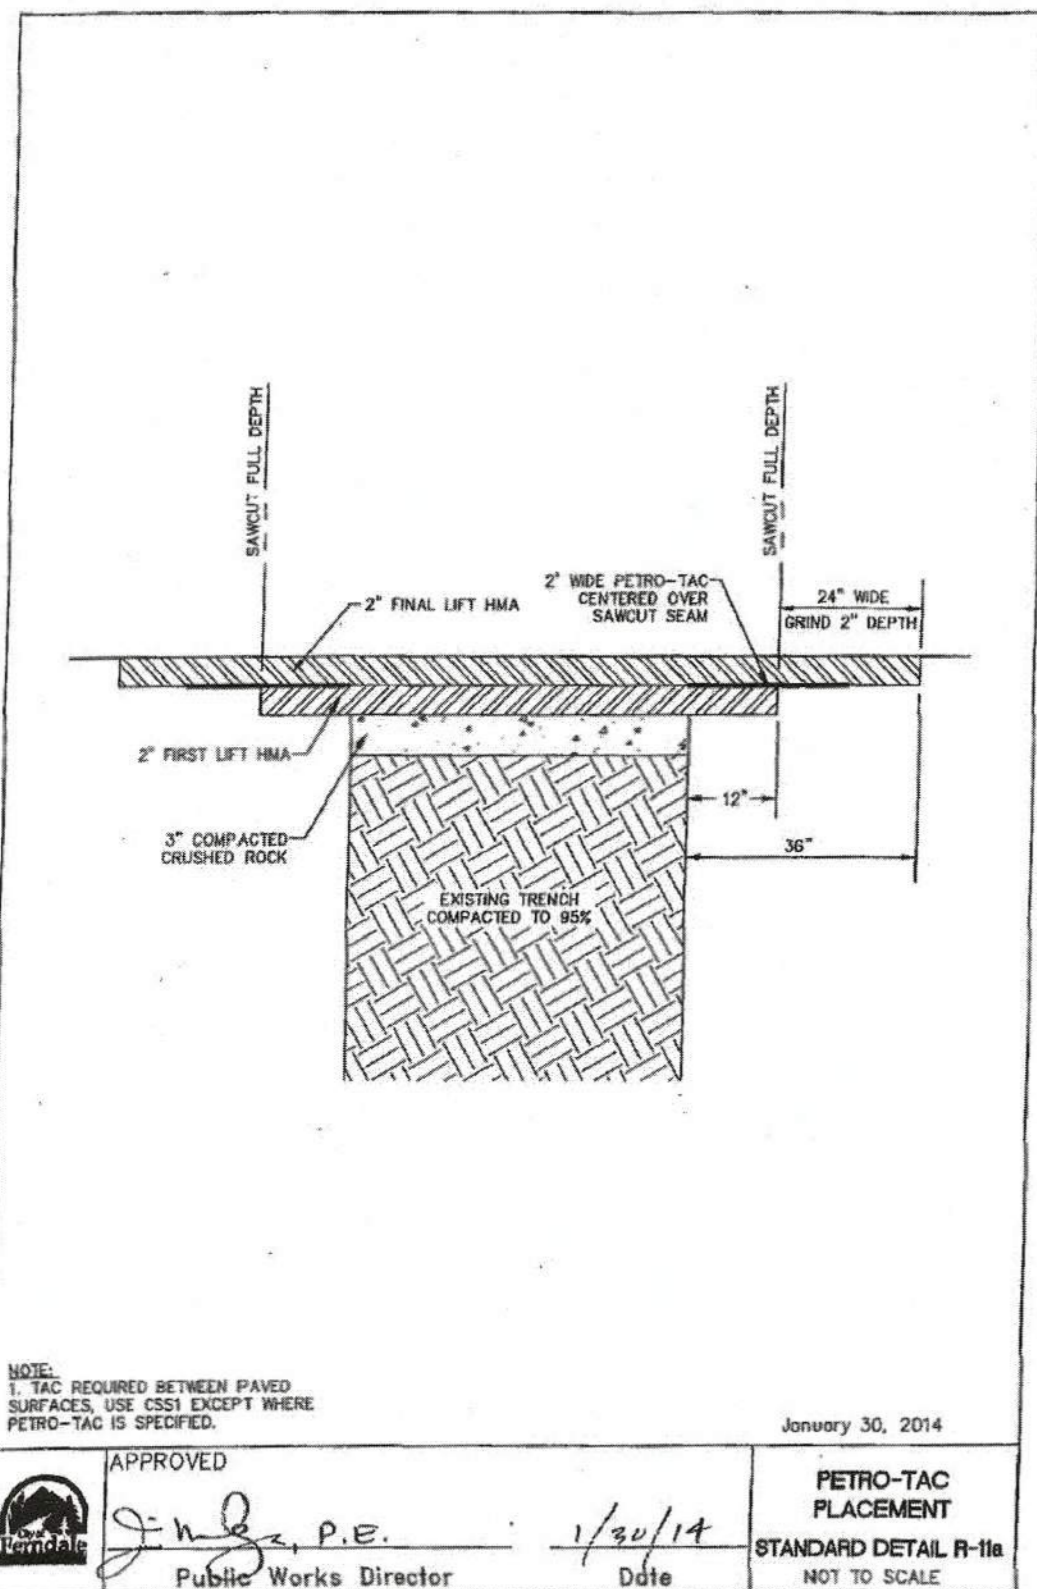 SAWCUT FULL DEPTH
SAWCUT FULL DEPTH
2" FINAL LIFT HMA
2' WIDE PETRO-TAC
CENTERED OVER
SAWCUT SEAM
24" WIDE
GRIND 2" DEPTH
2" FIRST LIFT HMA
3" COMPACTED
CRUSHED ROCK
12"
36"
EXISTING TRENCH
COMPACTED TO 95%
NOTE:
1. TAC REQUIRED BETWEEN PAVED
SURFACES, USE CSS1 EXCEPT WHERE
PETRO-TAC IS SPECIFIED.
January 30, 2014
City of
Ferndale
APPROVED
P.E.
1/30/14
Public Works Director
Date
PETRO-TAC
PLACEMENT
STANDARD DETAIL R-11a
NOT TO SCALE